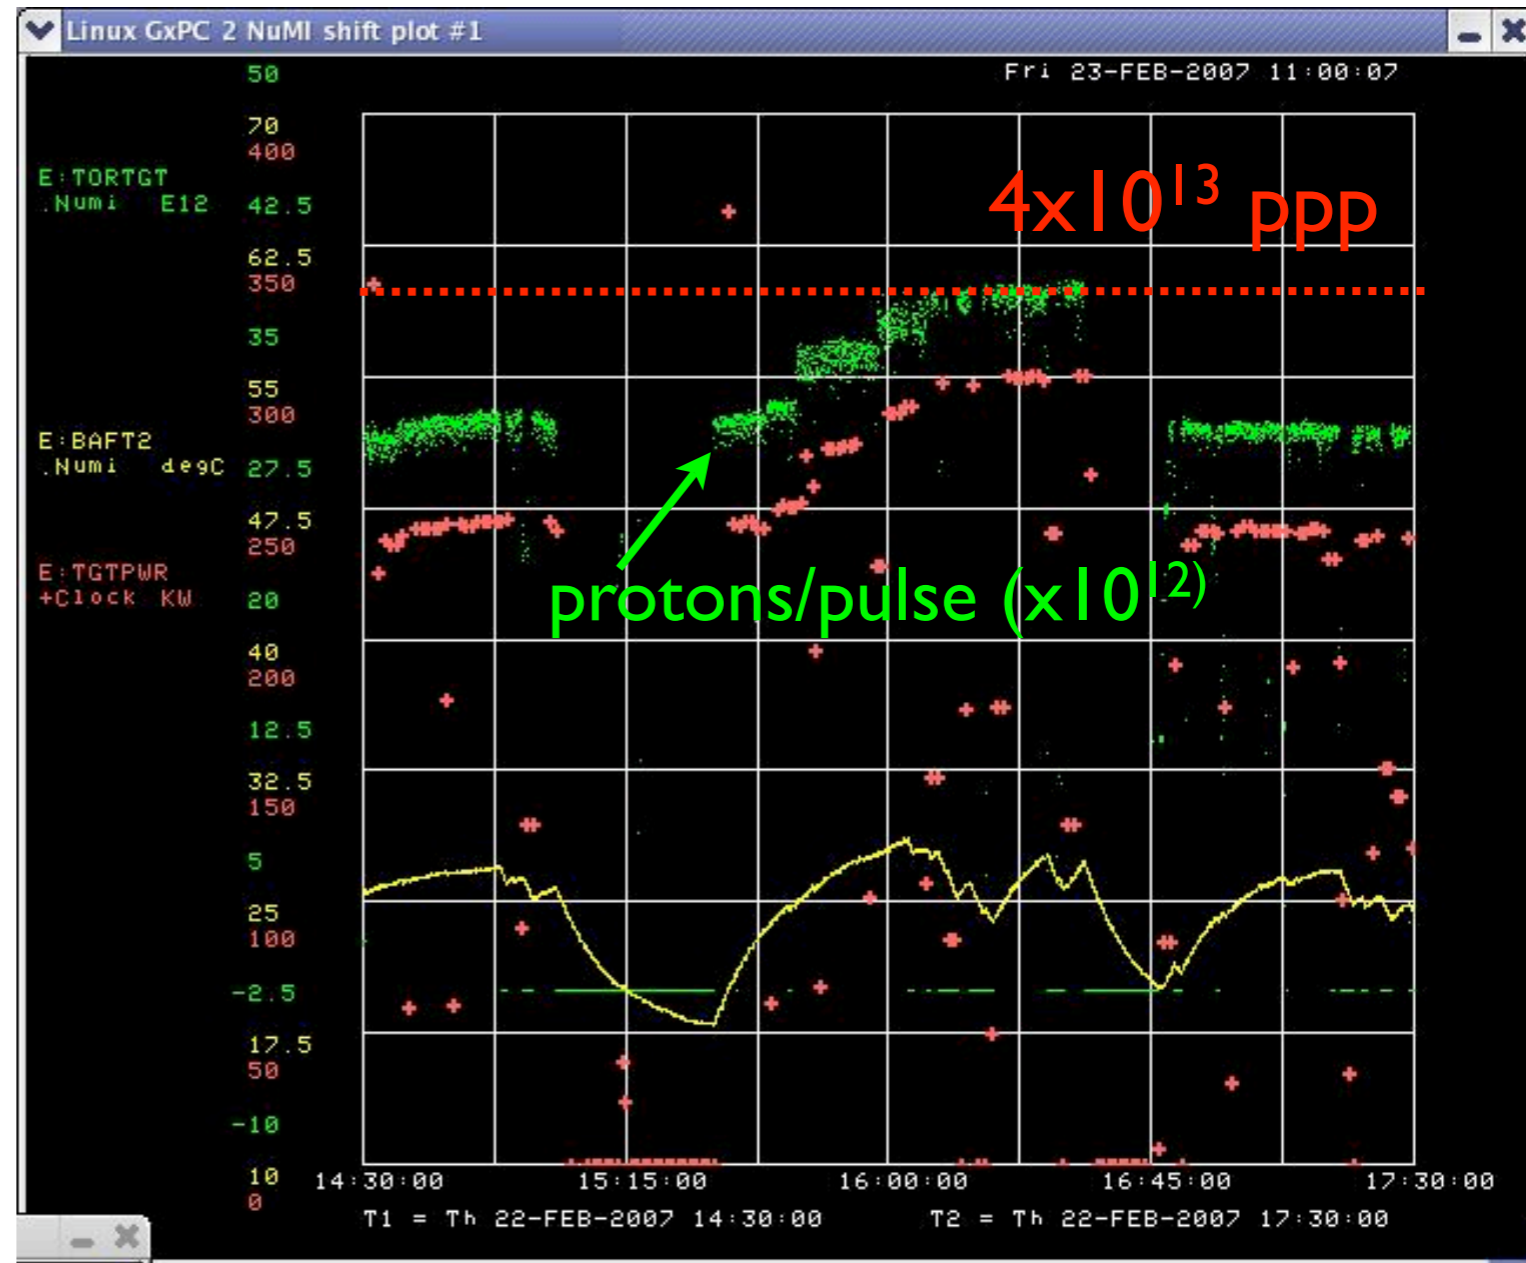 Linux GxPC 2 NuMI shift plot #1
Fri 23-FEB-2007 11:00:07
50
70
400
E:TORTGT
.Numi E12
42.5
4x10¹³ ppp
62.5
350
35
55
300
E:BAFT2
.Numi degC
27.5
47.5
250
E:TGTPWR
+Clock KW
20
protons/pulse (x10¹²⁾
40
200
12.5
32.5
150
5
25
100
-2.5
17.5
50
-10
10
0
14:30:00 15:15:00 16:00:00 16:45:00 17:30:00
T1 = Th 22-FEB-2007 14:30:00 T2 = Th 22-FEB-2007 17:30:00